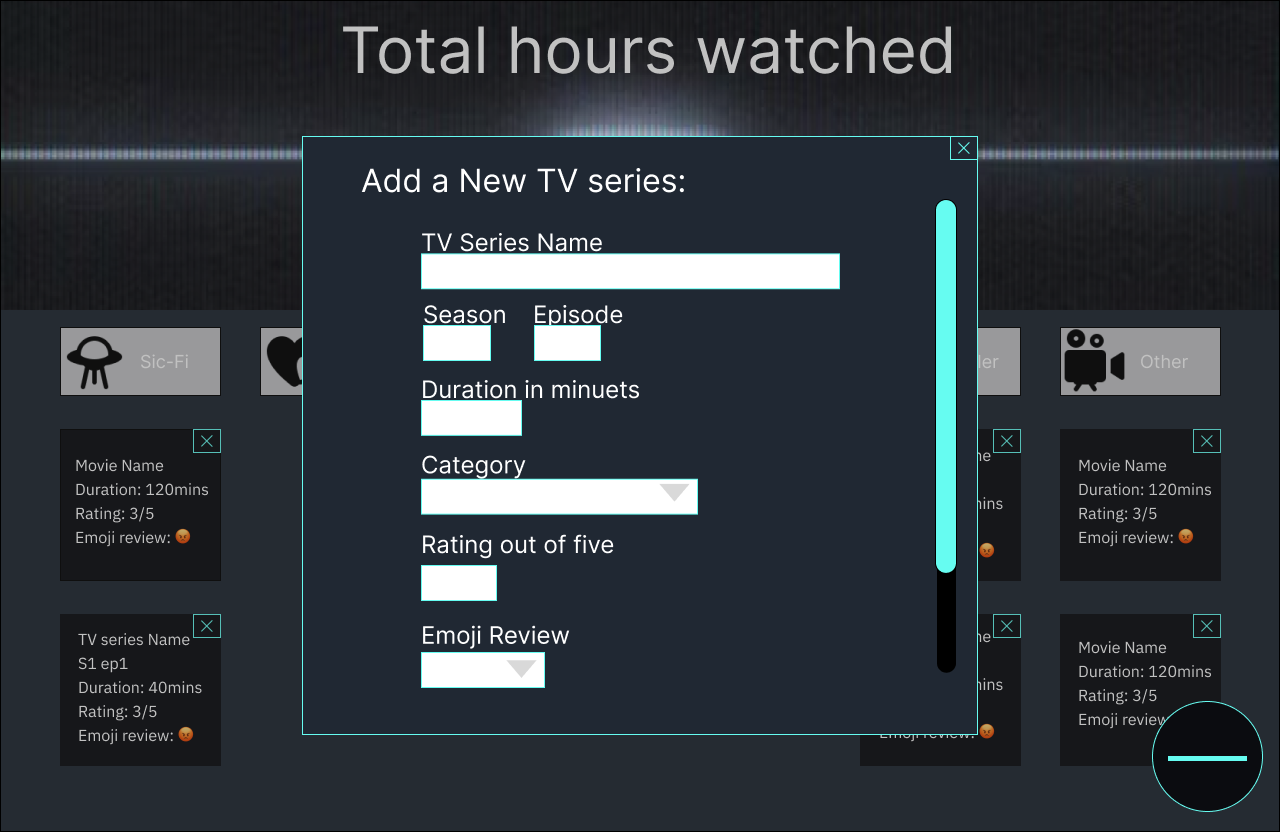 Total hours watched
Add a New TV series:
TV Series Name
Season Episode
Duration in minuets
Category
Rating out of five
Emoji Review
Sic-Fi
Other
Movie Name
Duration: 120mins
Rating: 3/5
Emoji review: 😡
TV series Name
S1 ep1
Duration: 40mins
Rating: 3/5
Emoji review: 😡
Emoji review: 😡
Movie Name
Duration: 120mins
Rating: 3/5
Emoji review: 😡
Movie Name
Duration: 120mins
Rating: 3/5
Emoji review